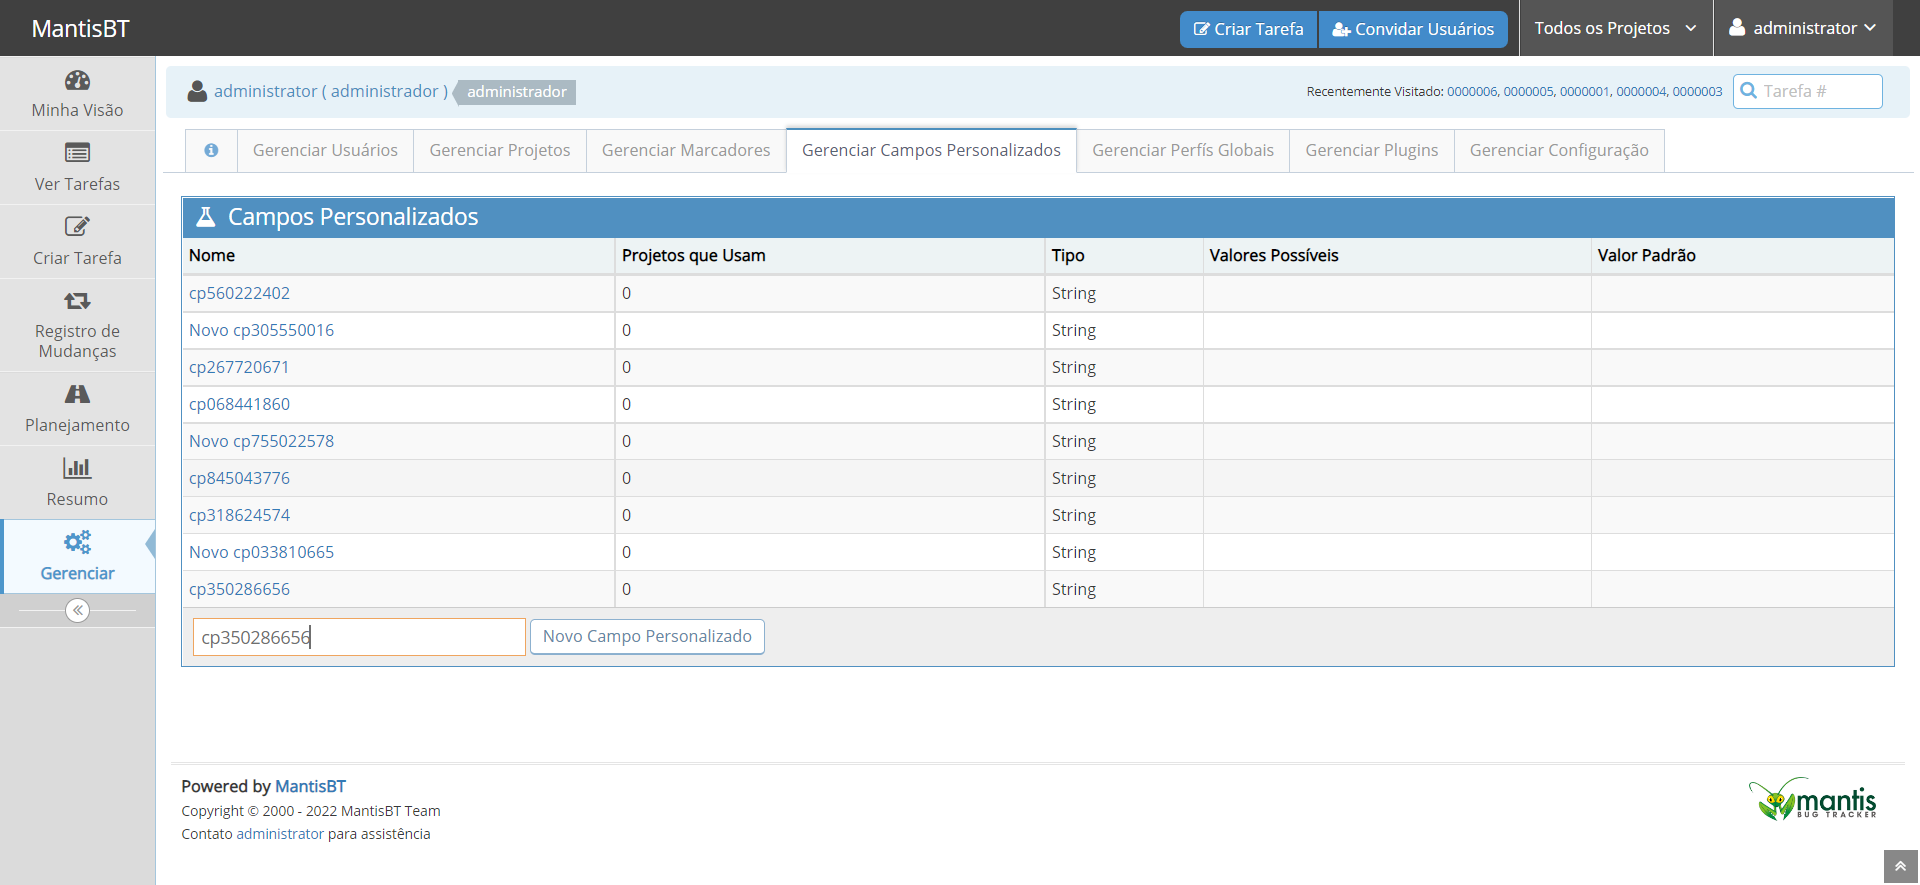 MantisBT
Criar Tarefa
Convidar Usuários
Todos os Projetos
administrator
Minha Visão
Ver Tarefas
Criar Tarefa
Registro de
Mudanças
Planejamento
Resumo
Gerenciar
administrator ( administrador ) administrador
Recentemente Visitado: 0000006, 0000005, 0000001, 0000004, 0000003
Tarefa #
Gerenciar Usuários
Gerenciar Projetos
Gerenciar Marcadores
Gerenciar Campos Personalizados
Gerenciar Perfís Globais
Gerenciar Plugins
Gerenciar Configuração
Campos Personalizados
Nome Projetos que Usam Tipo Valores Possíveis Valor Padrão
cp560222402 0 String
Novo cp305550016 0 String
cp267720671 0 String
cp068441860 0 String
Novo cp755022578 0 String
cp845043776 0 String
cp318624574 0 String
Novo cp033810665 0 String
cp350286656 0 String
cp350286656 Novo Campo Personalizado
Powered by MantisBT
Copyright © 2000 - 2022 MantisBT Team
Contato administrator para assistência
mantis
BUG TRACKER